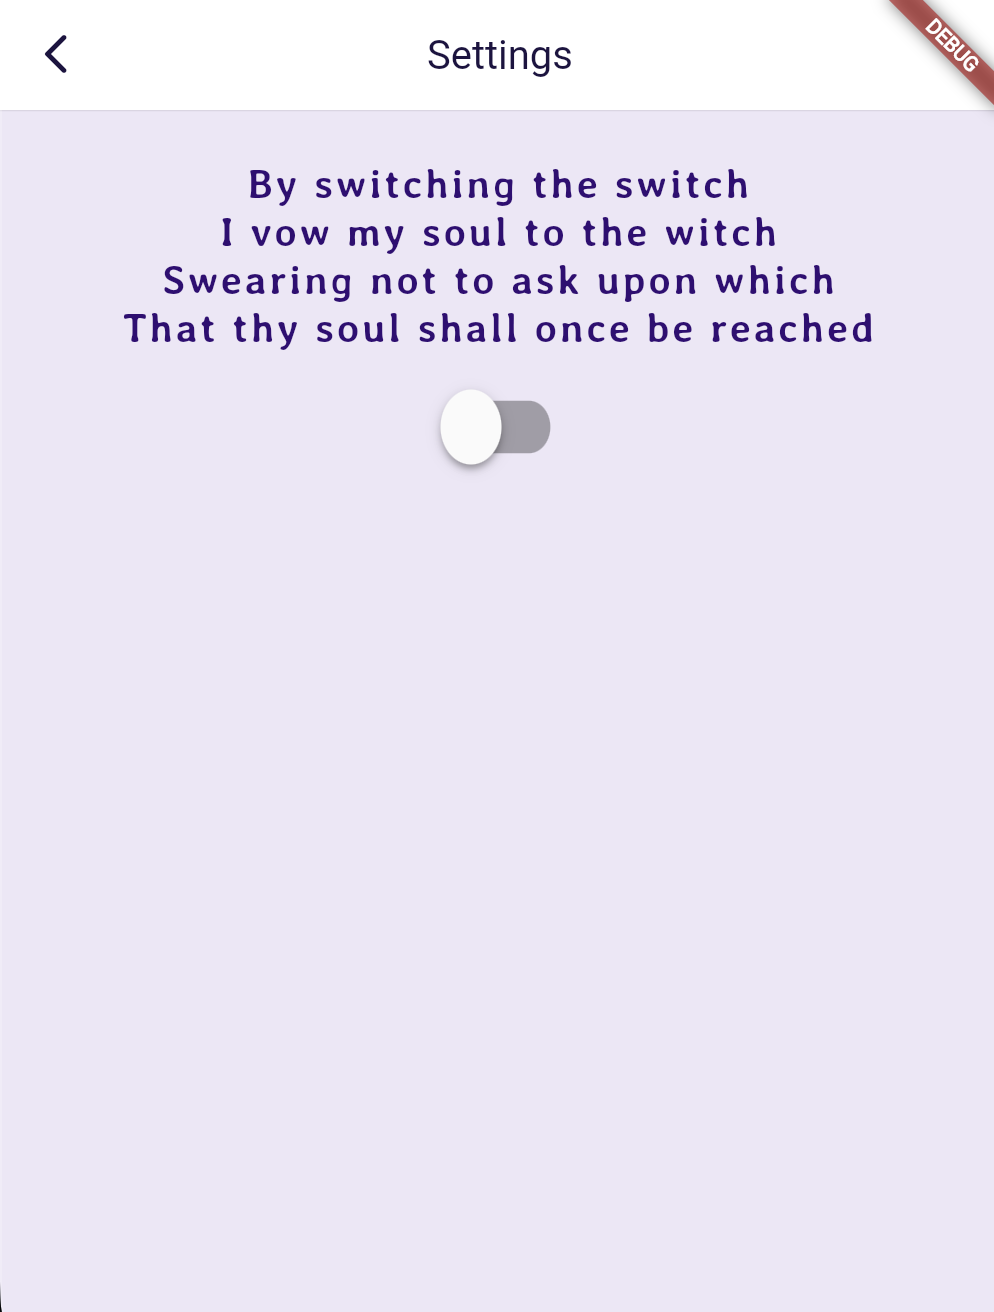 Settings
DEBUG
By switching the switch
I vow my soul to the witch
Swearing not to ask upon which
That thy soul shall once be reached